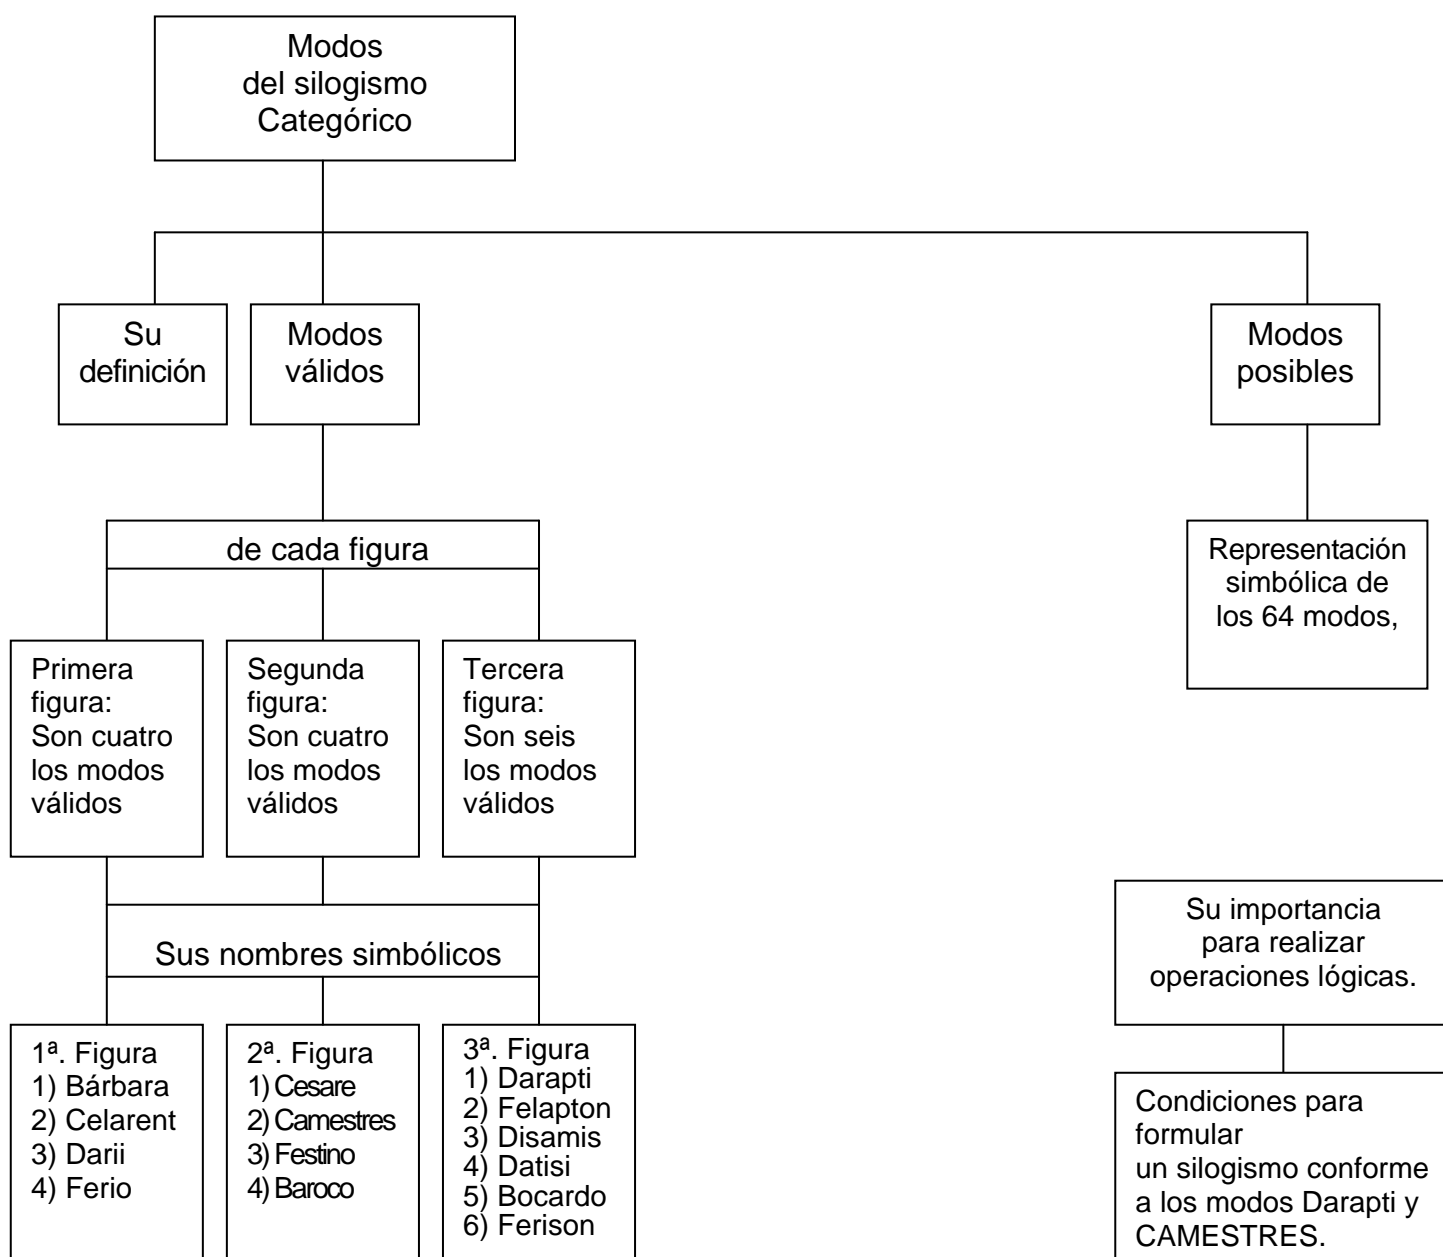 Modos
del silogismo
Categórico
Su
definición
Modos
válidos
Modos
posibles
de cada figura
Representación
simbólica de
los 64 modos,
Primera
figura:
Son cuatro
los modos
válidos
Segunda
figura:
Son cuatro
los modos
válidos
Tercera
figura:
Son seis
los modos
válidos
Sus nombres simbólicos
Su importancia
para realizar
operaciones lógicas.
1ª. Figura
1) Bárbara
2) Celarent
3) Darii
4) Ferio
2ª. Figura
1) Cesare
2) Camestres
3) Festino
4) Baroco
3ª. Figura
1) Darapti
2) Felapton
3) Disamis
4) Datisi
5) Bocardo
6) Ferison
Condiciones para
formular
un silogismo conforme
a los modos Darapti y
CAMESTRES.